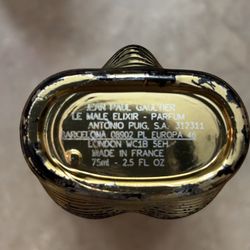 JEAN PAUL GAULTIER
LE MALE ELIXIR - PARFUM
ANTONIO PUIG, S.A. 317311
BARCELONA 08902 PL EUROPA 46
LONDON WC1B 5EH
MADE IN FRANCE
75ml - 2.5 FL OZ